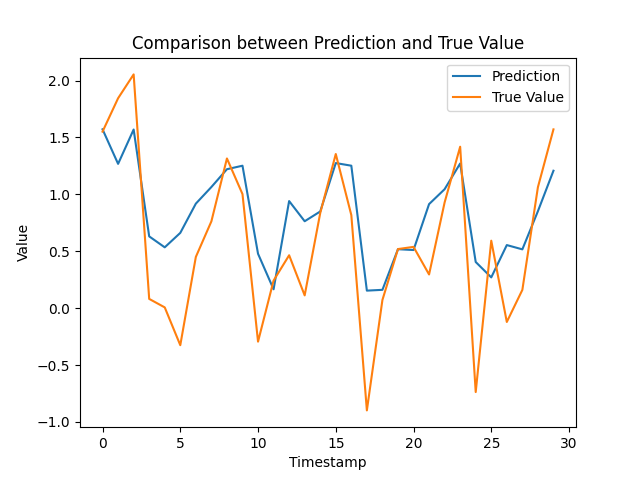 Comparison between Prediction and True Value
Prediction
True Value
2.0
1.5
1.0
0.5
0.0
−0.5
−1.0
Value
0 5 10 15 20 25 30
Timestamp